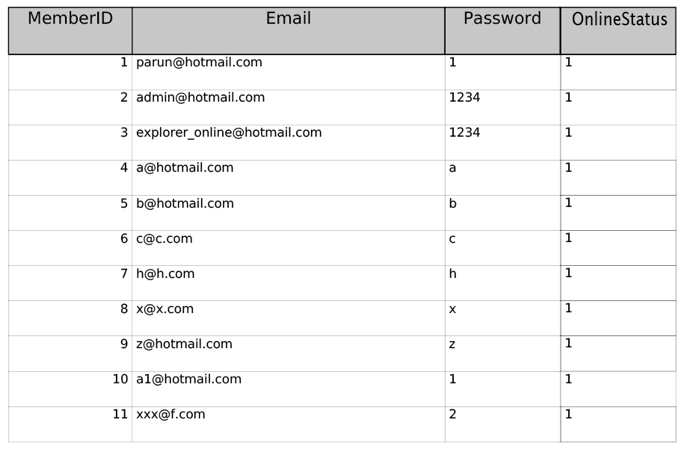 MemberID Email Password OnlineStatus
1 parun@hotmail.com 1 1
2 admin@hotmail.com 1234 1
3 explorer_online@hotmail.com 1234 1
4 a@hotmail.com a 1
5 b@hotmail.com b 1
6 c@c.com c 1
7 h@h.com h 1
8 x@x.com x 1
9 z@hotmail.com z 1
10 a1@hotmail.com 1 1
11 xxx@f.com 2 1